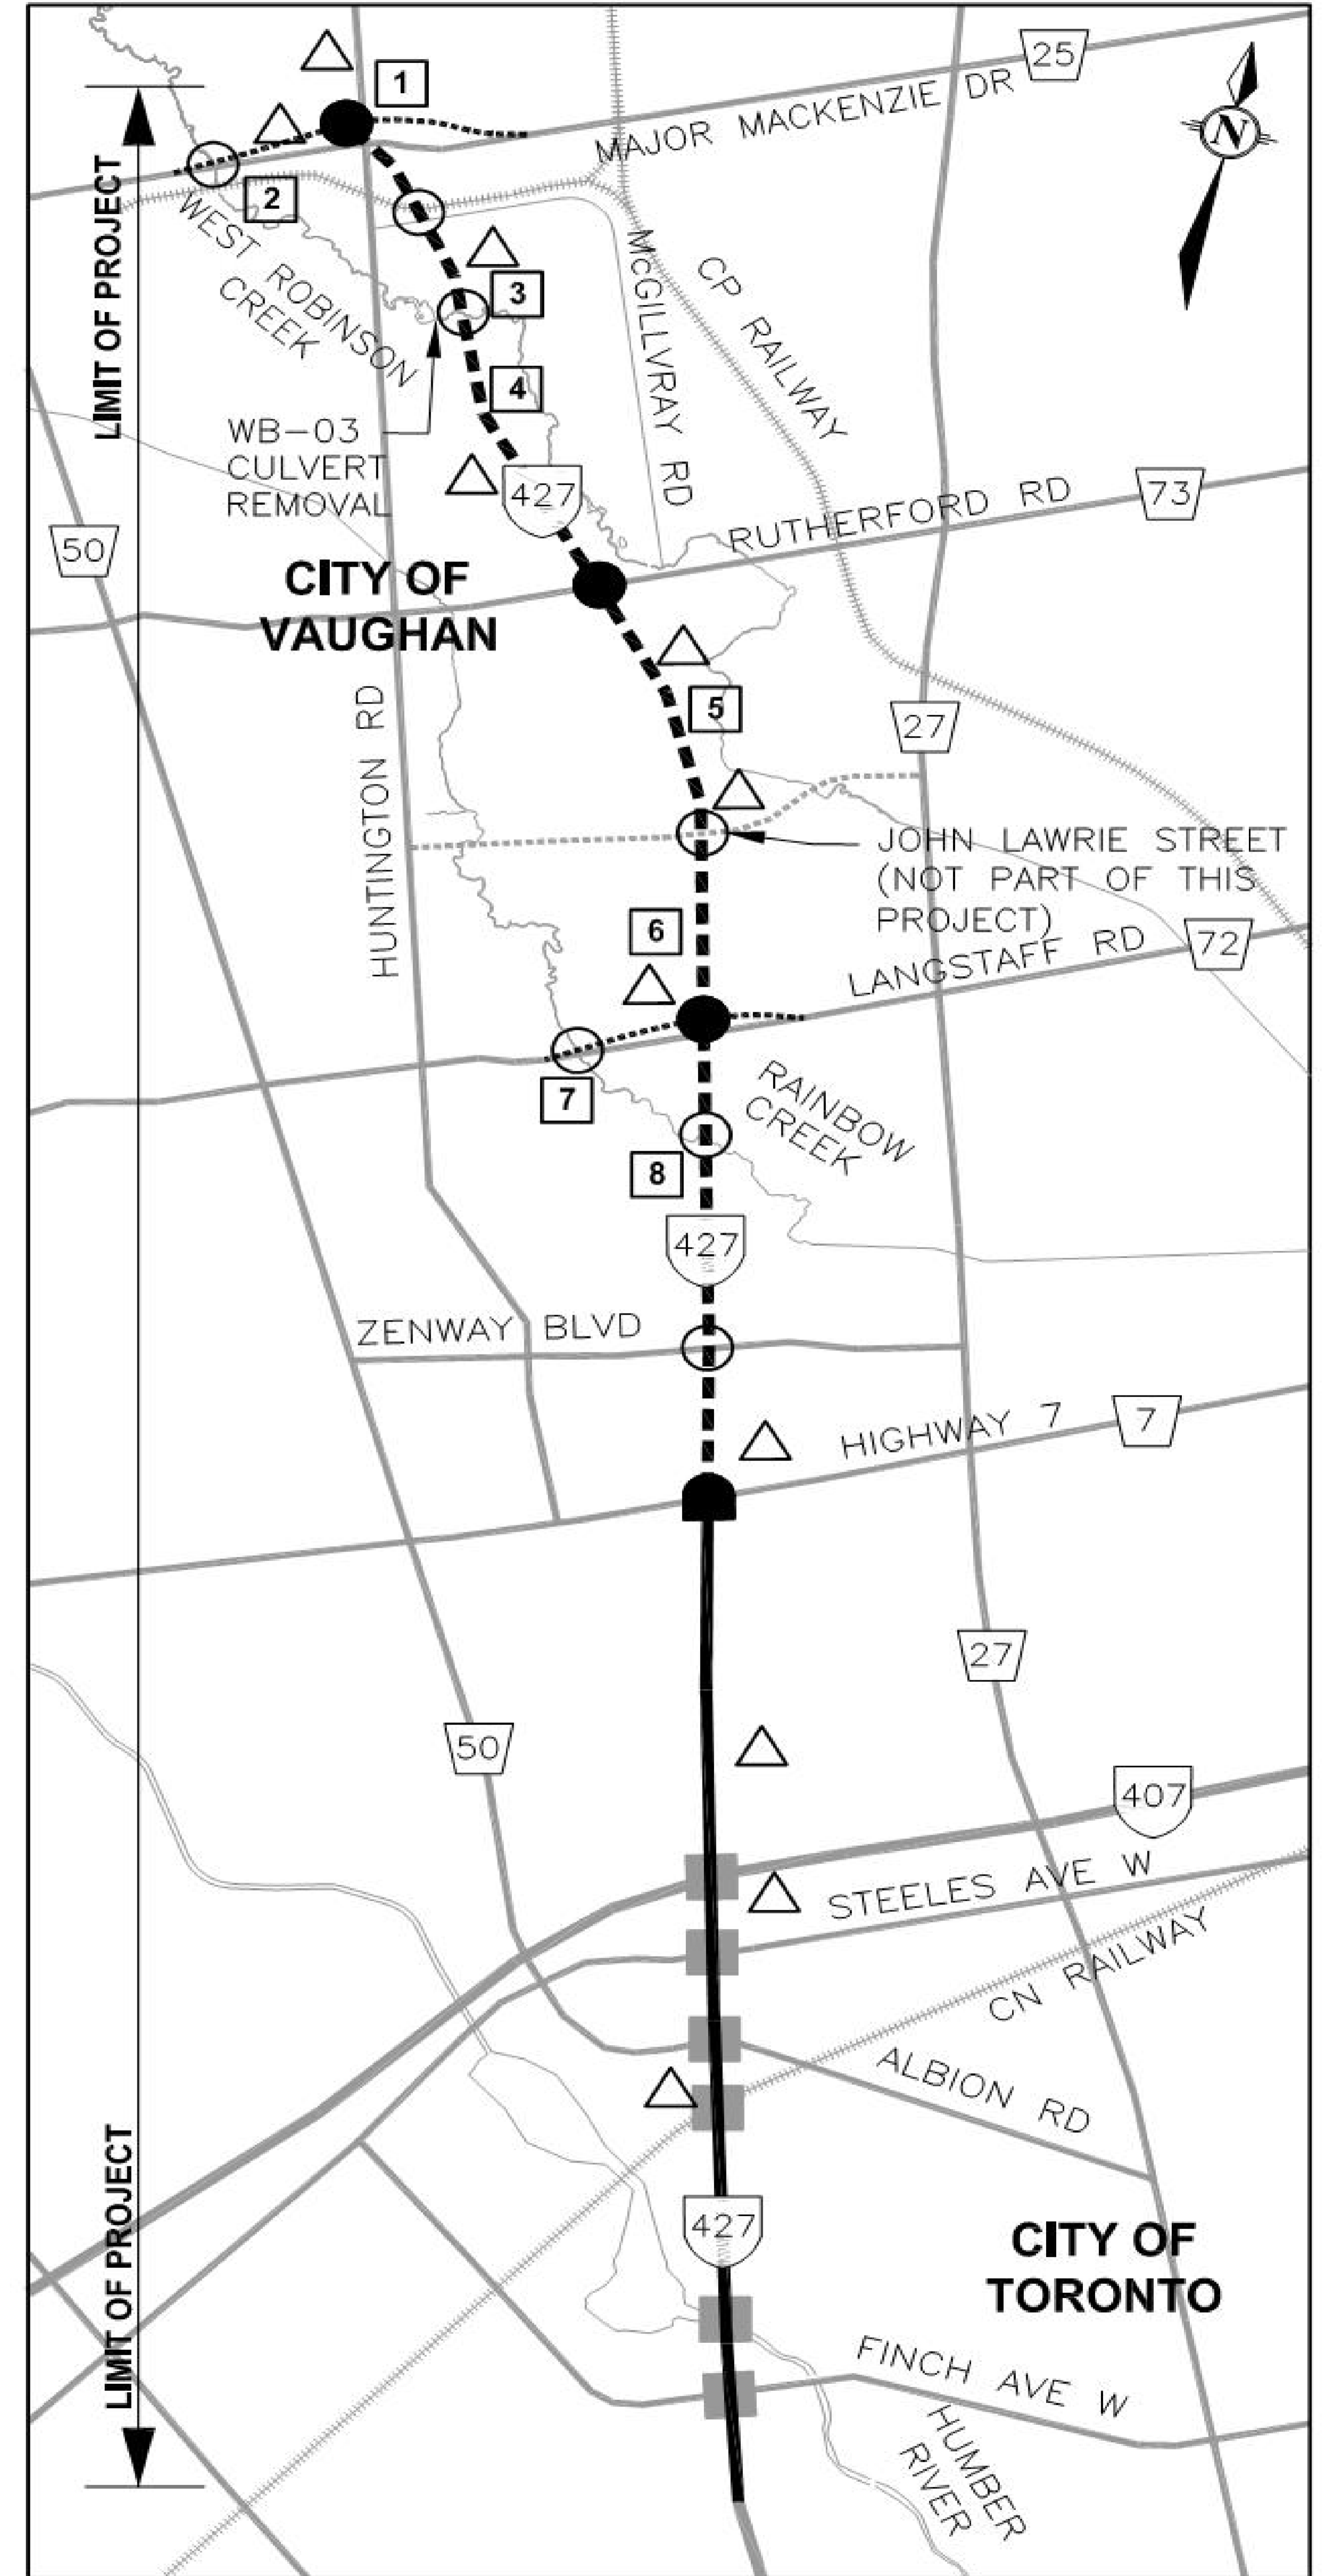 25
1
MAJOR MACKENZIE DR
N
LIMIT OF PROJECT
2
WEST ROBINSON
CREEK
3
McGILLVRAY RD
CP RAILWAY
4
WB-03
CULVERT
REMOVAL
427
RUTHERFORD RD
73
50
CITY OF
VAUGHAN
5
HUNTINGTON RD
27
JOHN LAWRIE STREET
(NOT PART OF THIS
PROJECT)
6
LANGSTAFF RD
72
7
RAINBOW
CREEK
8
427
ZENWAY BLVD
HIGHWAY 7
7
27
50
407
STEELES AVE W
CN RAILWAY
ALBION RD
LIMIT OF PROJECT
427
CITY OF
TORONTO
FINCH AVE W
HUMBER
RIVER